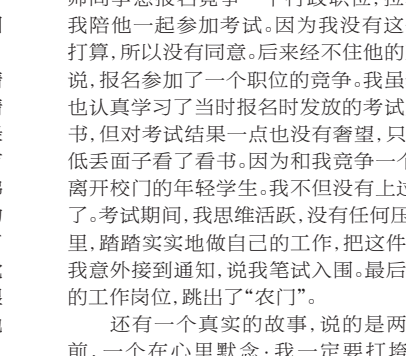 师同学想报名竞争一个行政职位，拉
我陪他一起参加考试。因为我没有这
打算，所以没有同意。后来经不住他的
说，报名参加了一个职位的竞争。我虽
也认真学习了当时报名时发放的考试
书，但对考试结果一点也没有奢望，只
低丢面子看了看书。因为和我竞争一个
离开校门的年轻学生。我不但没有上过
了。考试期间，我思维活跃，没有任何压
里，踏踏实实地做自己的工作，把这件
我意外接到通知，说我笔试入围。最后
的工作岗位，跳出了“农门”。
还有一个真实的故事，说的是两
前，一个在心里默念：我一定要打垮